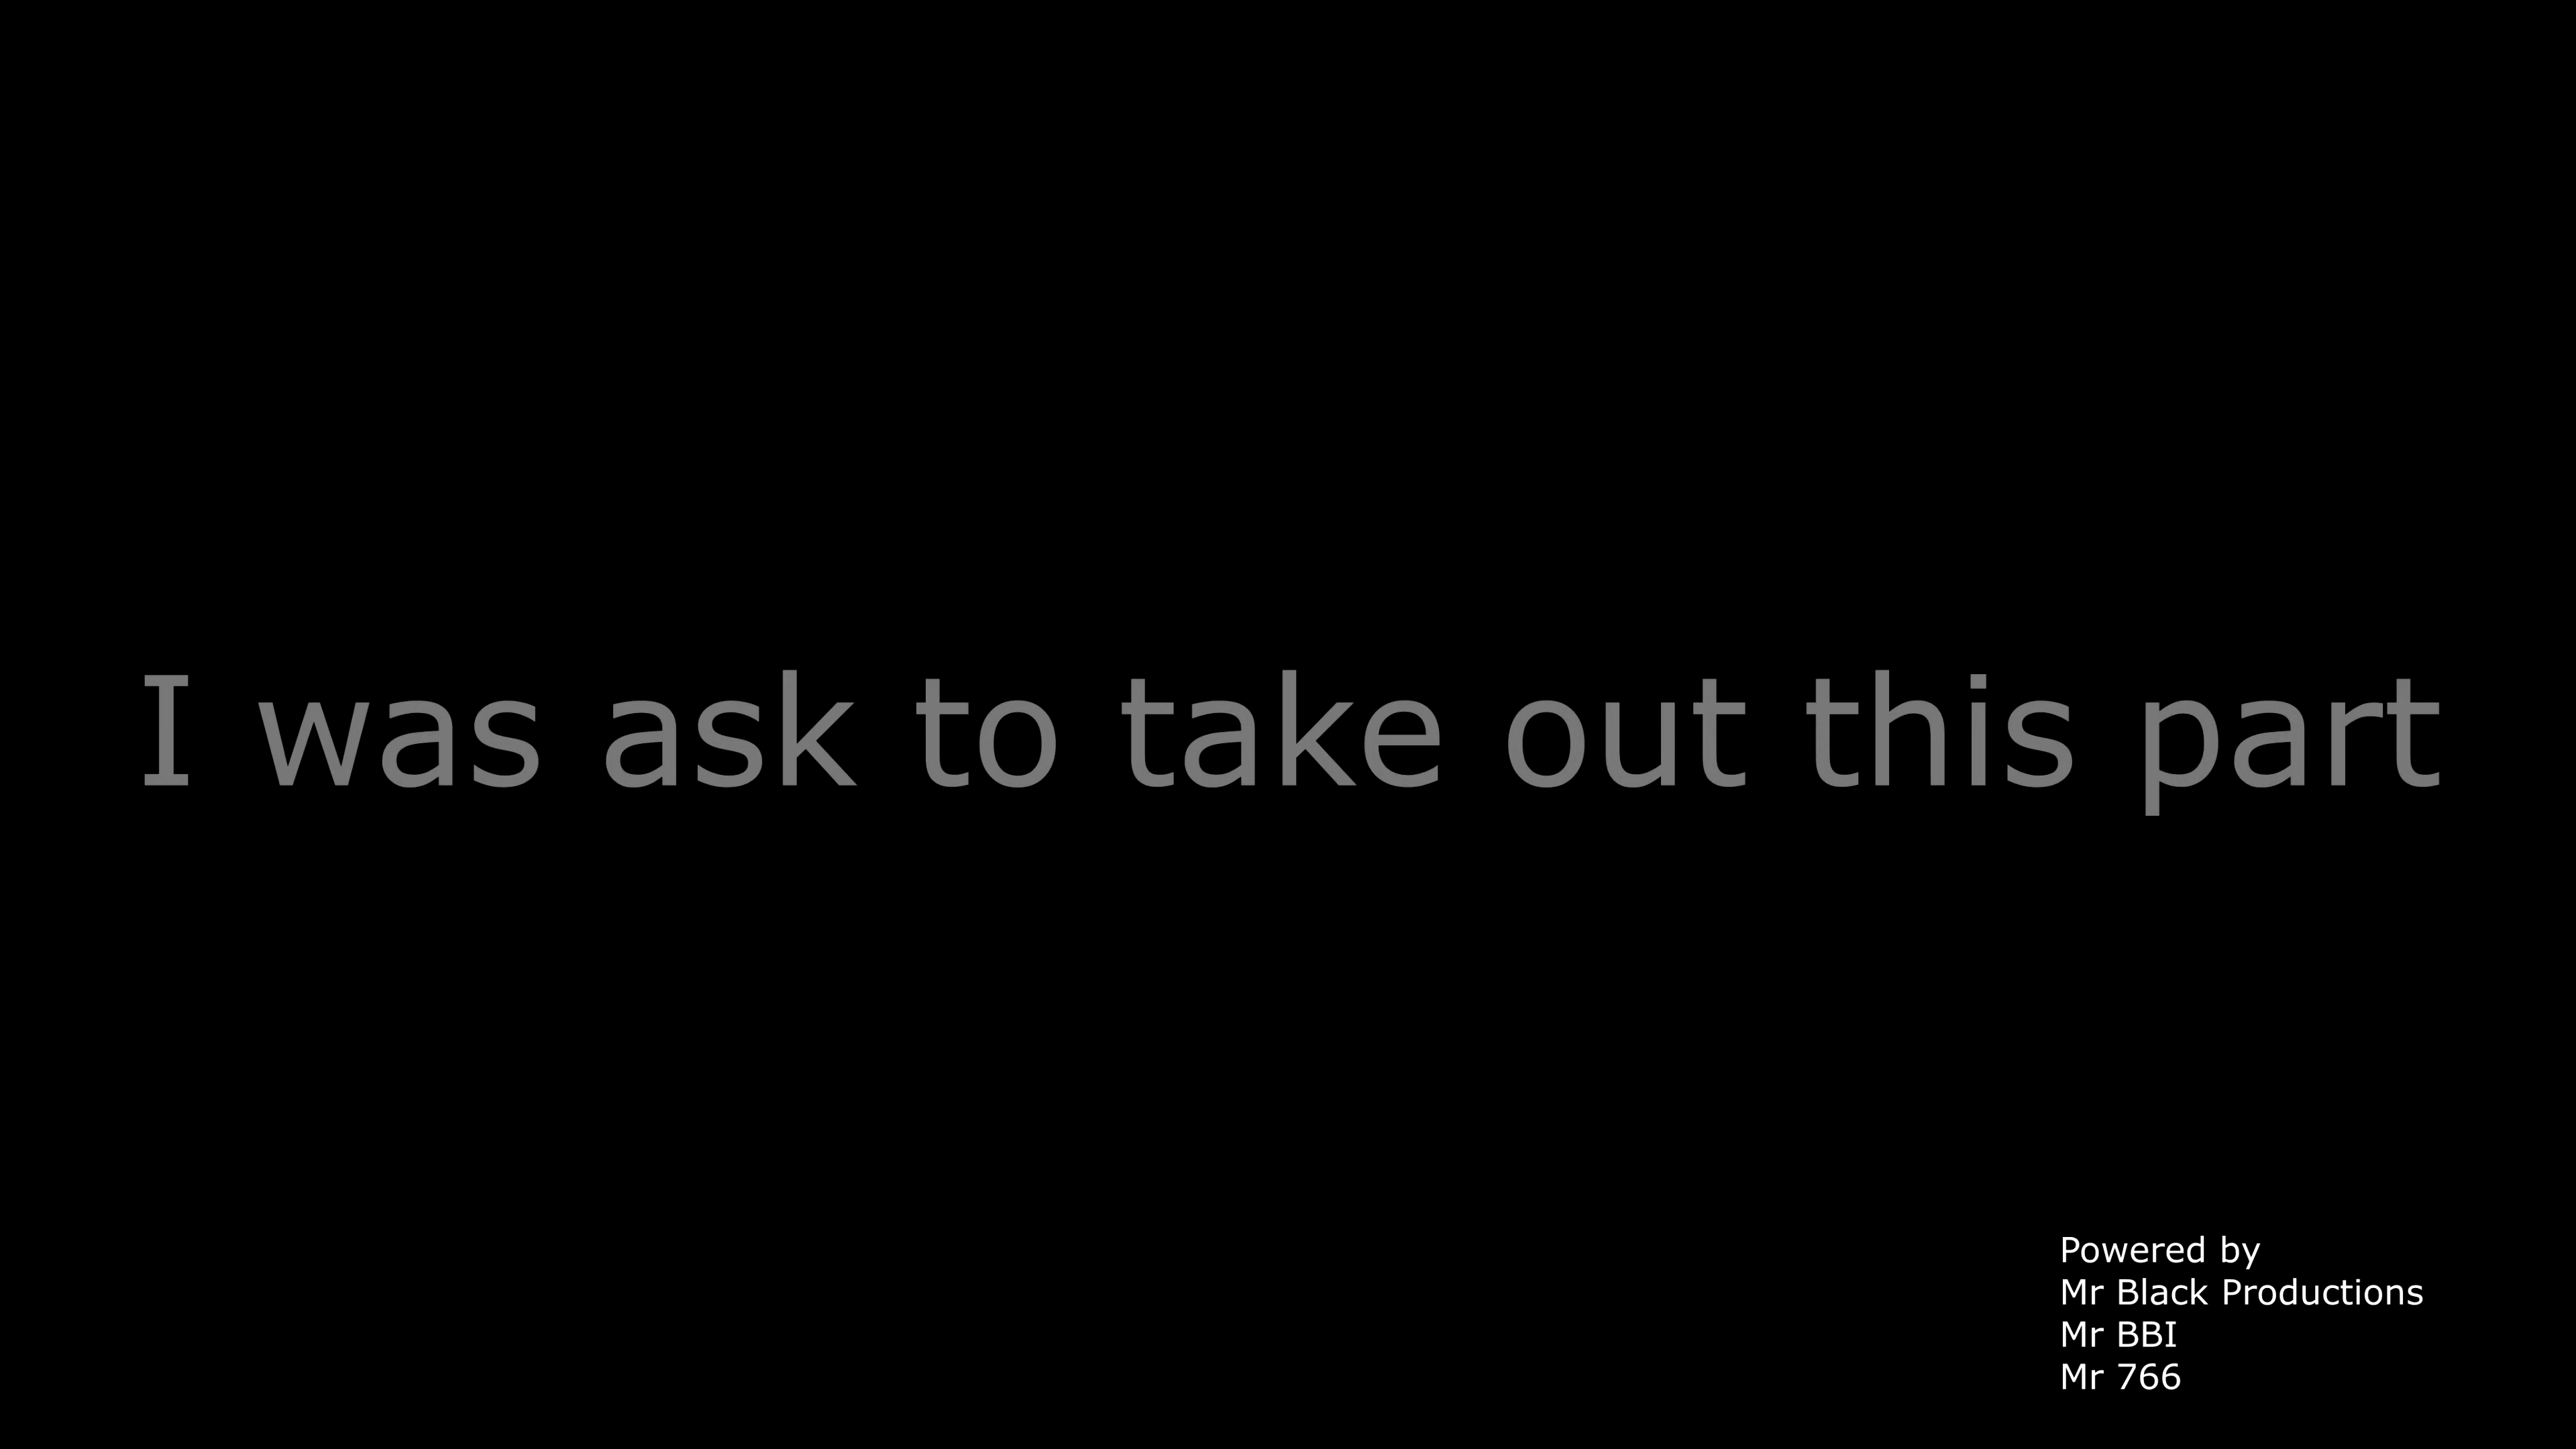 I was ask to take out this part
Powered by
Mr Black Productions
Mr BBI
Mr 766